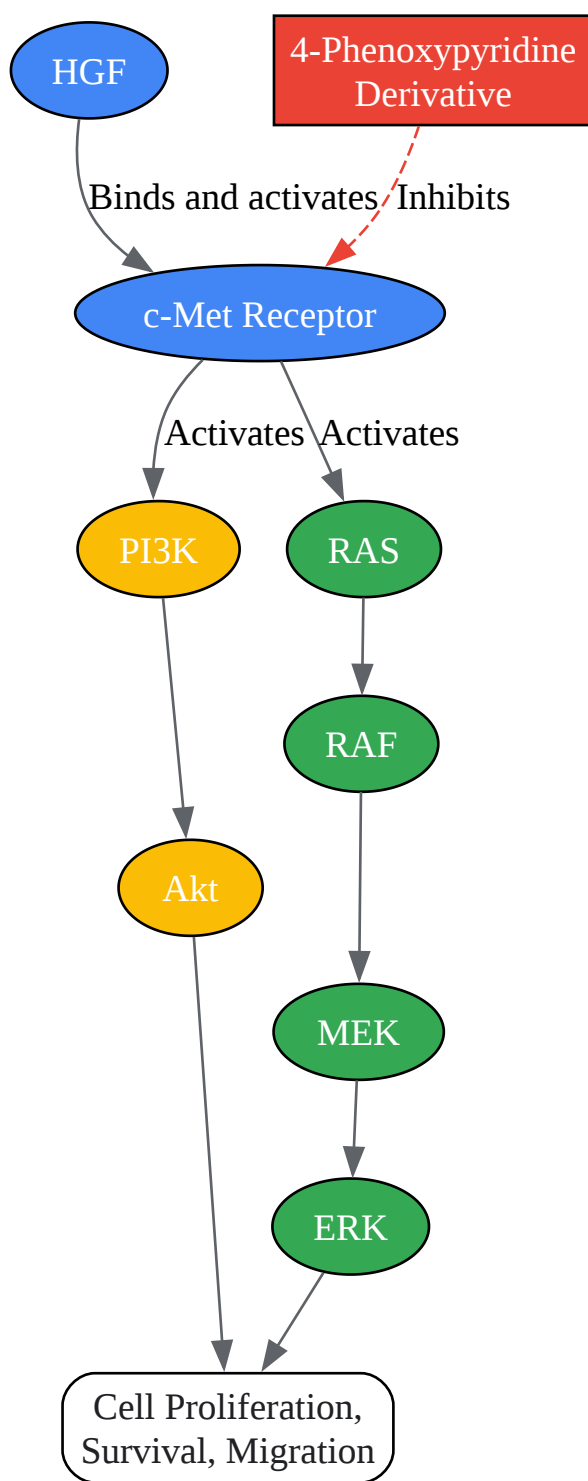 HGF
4-Phenoxypyridine
Derivative
Binds and activates
Inhibits
c-Met Receptor
Activates
Activates
PI3K
RAS
RAF
Akt
MEK
ERK
Cell Proliferation,
Survival, Migration